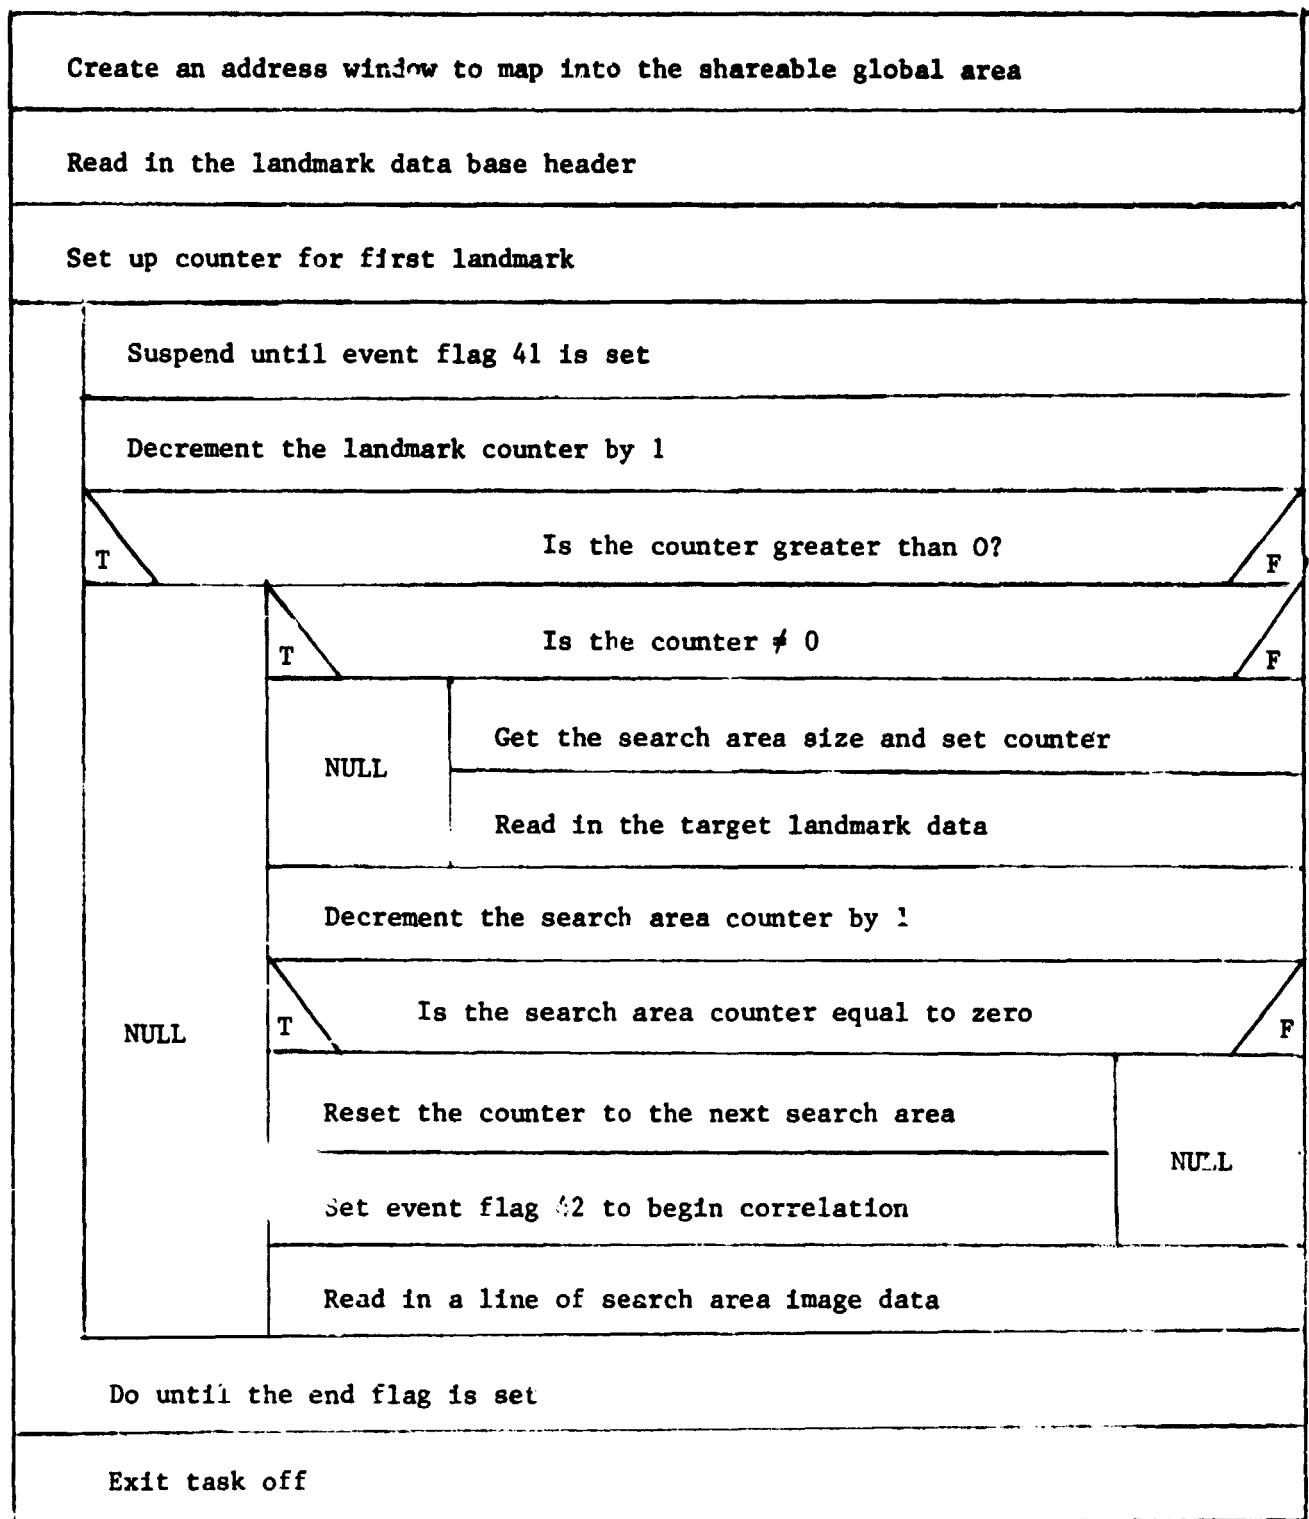 Create an address window to map into the shareable global area
Read in the landmark data base header
Set up counter for first landmark
Suspend until event flag 41 is set
Decrement the landmark counter by 1
T
Is the counter greater than 0?
F
T
Is the counter ≠ 0
F
NULL
Get the search area size and set counter
Read in the target landmark data
Decrement the search area counter by 1
NULL
T
Is the search area counter equal to zero
F
Reset the counter to the next search area
NULL
Set event flag 42 to begin correlation
Read in a line of search area image data
Do until the end flag is set
Exit task off